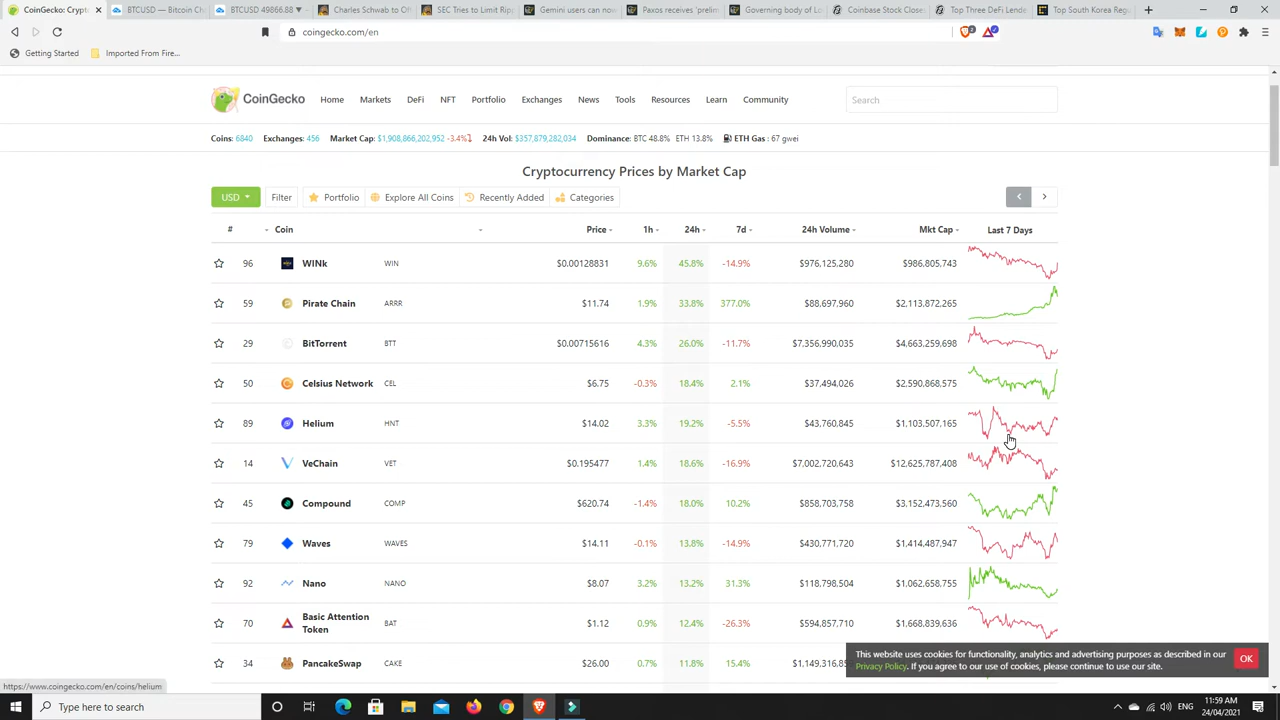 CoinGecko: Crypt
BTCUSD — Bitcoin Ch
BTCUSD 49866.88 ▼
Charles Schwab to Of
SEC Tries to Limit Rip
Gemini users can now
Paxos receives 'prelim
Governing body of Lo
Coinbase Stock Closes
Top Three DeFi Lende
Top South Korea Regu
coingecko.com/en
Getting Started
Imported From Fire...
CoinGecko
Home Markets DeFi NFT Portfolio Exchanges News Tools Resources Learn Community
Search
Coins: 6840 Exchanges: 456 Market Cap: $1,908,866,202,952 -3.4% 24h Vol: $357,879,282,034 Dominance: BTC 48.8% ETH 13.8% ETH Gas : 67 gwei
Cryptocurrency Prices by Market Cap
USD Filter Portfolio Explore All Coins Recently Added Categories
# Coin Price 1h 24h 7d 24h Volume Mkt Cap Last 7 Days
96 WINk WIN $0.00128831 9.6% 45.8% -14.9% $976,125,280 $986,805,743
59 Pirate Chain ARRR $11.74 1.9% 33.8% 377.0% $88,697,960 $2,113,872,265
29 BitTorrent BTT $0.00715616 4.3% 26.0% -11.7% $7,356,990,035 $4,663,259,698
50 Celsius Network CEL $6.75 -0.3% 18.4% 2.1% $37,494,026 $2,590,868,575
89 Helium HNT $14.02 3.3% 19.2% -5.5% $43,760,845 $1,103,507,165
14 VeChain VET $0.195477 1.4% 18.6% -16.9% $7,002,720,643 $12,625,787,408
45 Compound COMP $620.74 -1.4% 18.0% 10.2% $858,703,758 $3,152,473,560
79 Waves WAVES $14.11 -0.1% 13.8% -14.9% $430,771,720 $1,414,487,947
92 Nano NANO $8.07 3.2% 13.2% 31.3% $118,798,504 $1,062,658,755
70 Basic Attention Token BAT $1.12 0.9% 12.4% -26.3% $594,857,710 $1,668,839,636
34 PancakeSwap CAKE $26.00 0.7% 11.8% 15.4% $1,149,316,85
This website uses cookies for functionality, analytics and advertising purposes as described in our
Privacy Policy. If you agree to our use of cookies, please continue to use our site.
OK
https://www.coingecko.com/en/coins/helium
Type here to search
ENG
11:59 AM
24/04/2021